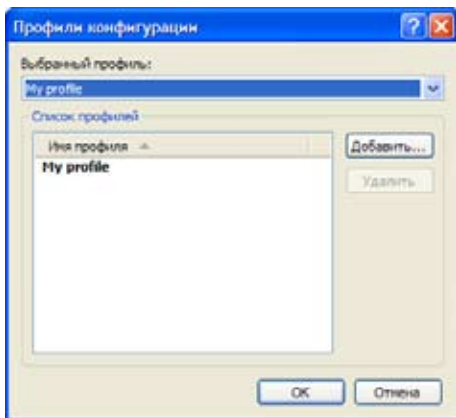 Профили конфигурации
Выбранный профиль:
My profile
Список профилей
Имя профиля
My profile
Добавить...
Удалить
OK
Отмена